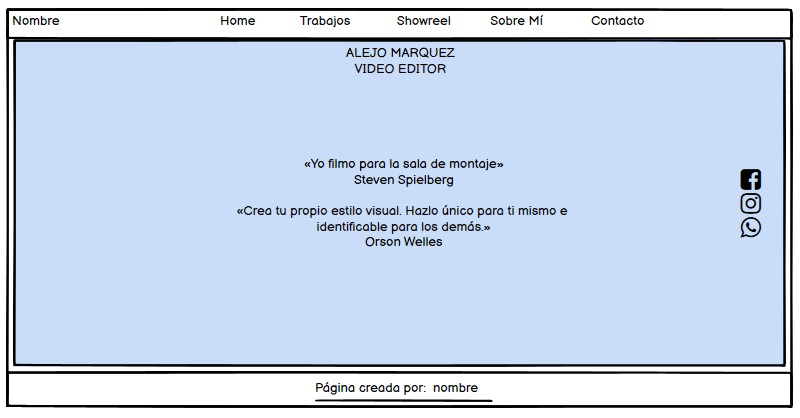 Nombre Home Trabajos Showreel Sobre Mí Contacto
ALEJO MARQUEZ
VIDEO EDITOR
«Yo filmo para la sala de montaje»
Steven Spielberg
«Crea tu propio estilo visual. Hazlo único para ti mismo e
identificable para los demás.»
Orson Welles
Página creada por: nombre